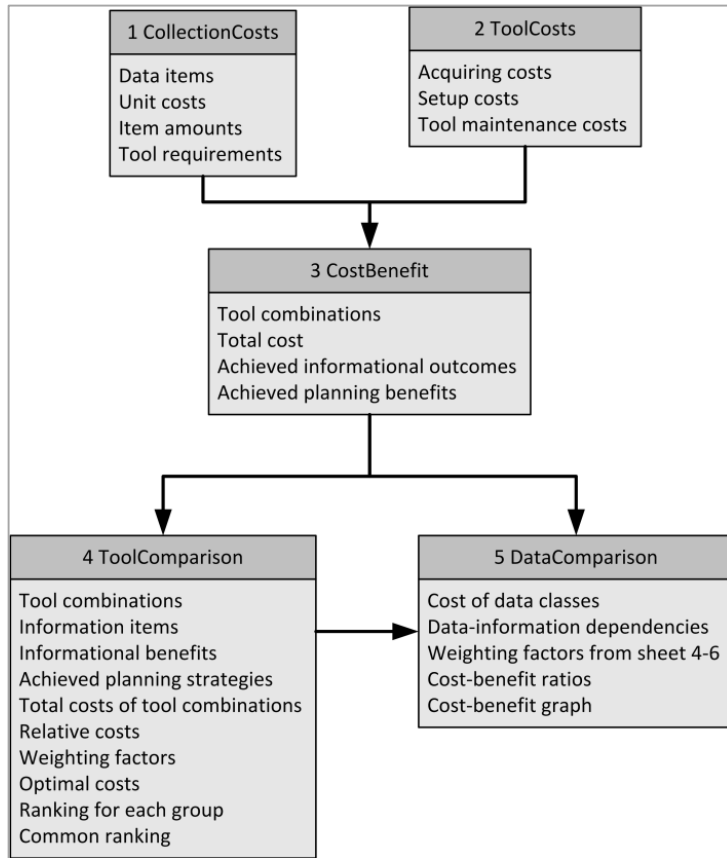 1 CollectionCosts
Data items
Unit costs
Item amounts
Tool requirements
2 ToolCosts
Acquiring costs
Setup costs
Tool maintenance costs
3 CostBenefit
Tool combinations
Total cost
Achieved informational outcomes
Achieved planning benefits
4 ToolComparison
Tool combinations
Information items
Informational benefits
Achieved planning strategies
Total costs of tool combinations
Relative costs
Weighting factors
Optimal costs
Ranking for each group
Common ranking
5 DataComparison
Cost of data classes
Data-information dependencies
Weighting factors from sheet 4-6
Cost-benefit ratios
Cost-benefit graph